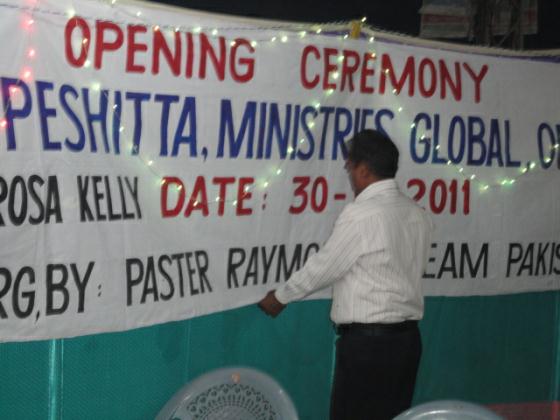 OPENING CEREMONY
PESHITTA, MINISTRIES GLOBAL, O
ROSA KELLY DATE: 30- 2011
RG, BY: PASTER RAYMO EAM PAKIS